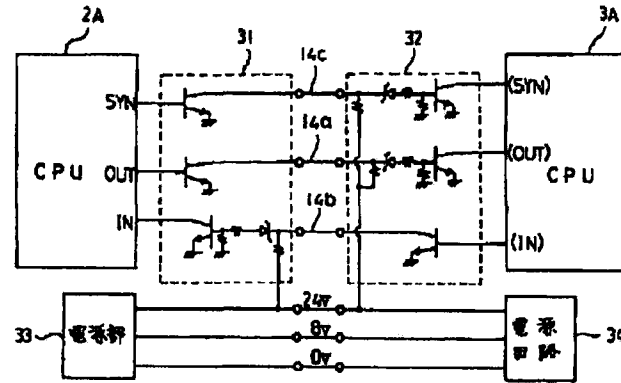 2A
31
14c
32
3A
SYN
(SYN)
14a
CPU
OUT
(OUT)
CPU
14b
IN
(IN)
24V
33
電源部
8V
電源
回路
0V